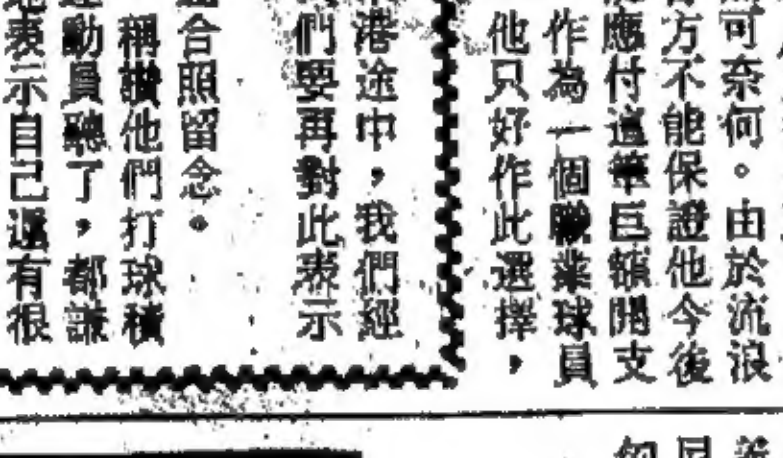 可奈何。由於流浪
方不能保證他今後
應付這筆巨額開支
作為一個職業球員
他只好作此選擇，
港途中，我們經
們要再對此表示
合照留念。
稱讚他們打球積
動員聽了，都謙
表示自己還有很